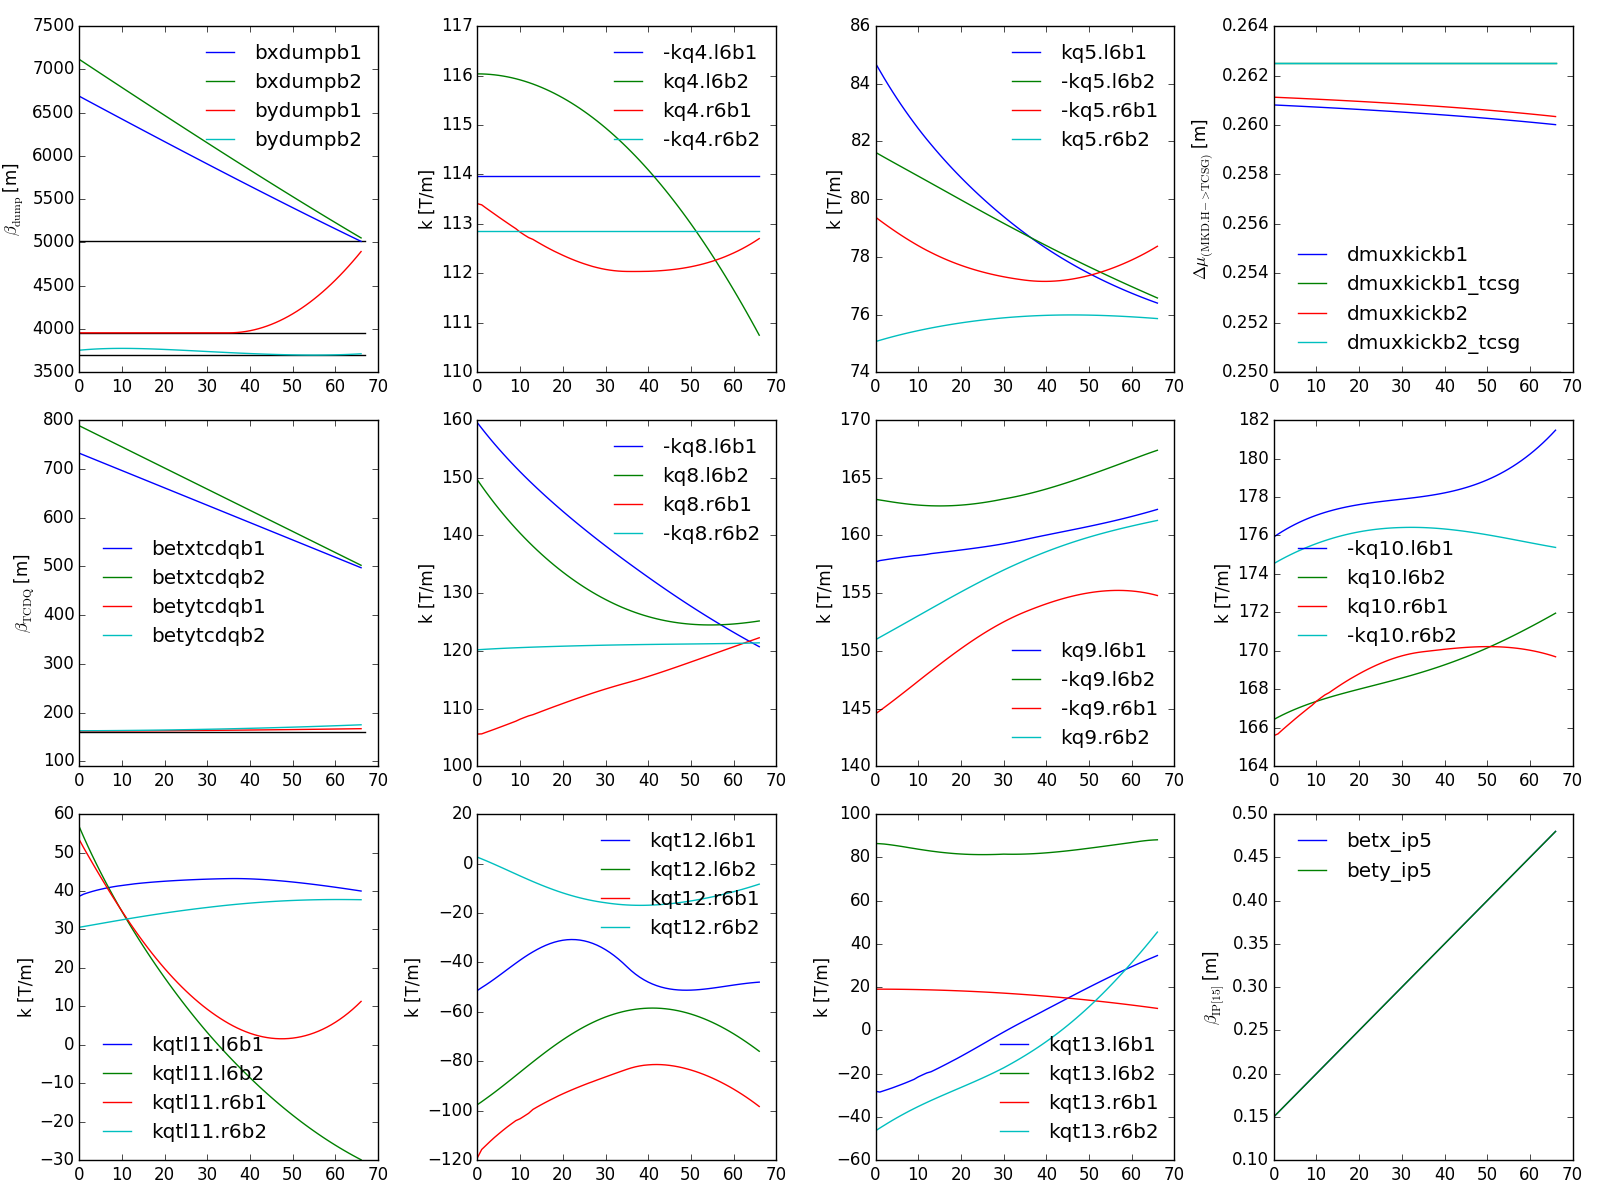 7500
7000
6500
6000
5500
5000
4500
4000
3500
0 10 20 30 40 50 60 70
β_dump [m]
bxdumpb1
bxdumpb2
bydumpb1
bydumpb2
117
116
115
114
113
112
111
110
0 10 20 30 40 50 60 70
k [T/m]
-kq4.l6b1
kq4.l6b2
kq4.r6b1
-kq4.r6b2
86
84
82
80
78
76
74
0 10 20 30 40 50 60 70
k [T/m]
kq5.l6b1
-kq5.l6b2
-kq5.r6b1
kq5.r6b2
0.264
0.262
0.260
0.258
0.256
0.254
0.252
0.250
0 10 20 30 40 50 60 70
Δμ_(MKD.H−>TCSG) [m]
dmuxkickb1
dmuxkickb1_tcsg
dmuxkickb2
dmuxkickb2_tcsg
800
700
600
500
400
300
200
100
0 10 20 30 40 50 60 70
β_TCDQ [m]
betxtcdqb1
betxtcdqb2
betytcdqb1
betytcdqb2
160
150
140
130
120
110
100
0 10 20 30 40 50 60 70
k [T/m]
-kq8.l6b1
kq8.l6b2
kq8.r6b1
-kq8.r6b2
170
165
160
155
150
145
140
0 10 20 30 40 50 60 70
k [T/m]
kq9.l6b1
-kq9.l6b2
-kq9.r6b1
kq9.r6b2
182
180
178
176
174
172
170
168
166
164
0 10 20 30 40 50 60 70
k [T/m]
-kq10.l6b1
kq10.l6b2
kq10.r6b1
-kq10.r6b2
60
50
40
30
20
10
0
−10
−20
−30
0 10 20 30 40 50 60 70
k [T/m]
kqtl11.l6b1
kqtl11.l6b2
kqtl11.r6b1
kqtl11.r6b2
20
0
−20
−40
−60
−80
−100
−120
0 10 20 30 40 50 60 70
k [T/m]
kqt12.l6b1
kqt12.l6b2
kqt12.r6b1
kqt12.r6b2
100
80
60
40
20
0
−20
−40
−60
0 10 20 30 40 50 60 70
k [T/m]
kqt13.l6b1
kqt13.l6b2
kqt13.r6b1
kqt13.r6b2
0.50
0.45
0.40
0.35
0.30
0.25
0.20
0.15
0.10
0 10 20 30 40 50 60 70
β_IP[15] [m]
betx_ip5
bety_ip5